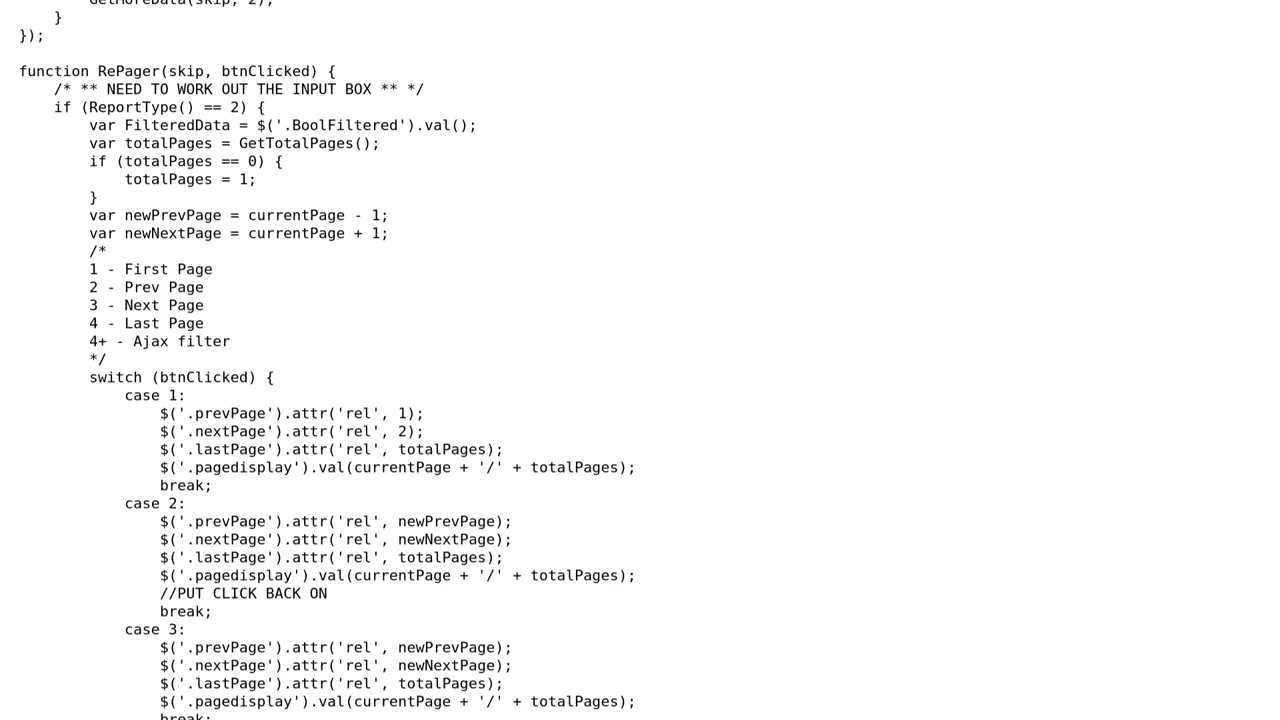 GetMoreData(skip, 2);
    }
});

function RePager(skip, btnClicked) {
    /* ** NEED TO WORK OUT THE INPUT BOX ** */
    if (ReportType() == 2) {
        var FilteredData = $('.BoolFiltered').val();
        var totalPages = GetTotalPages();
        if (totalPages == 0) {
            totalPages = 1;
        }
        var newPrevPage = currentPage - 1;
        var newNextPage = currentPage + 1;
        /*
        1 - First Page
        2 - Prev Page
        3 - Next Page
        4 - Last Page
        4+ - Ajax filter
        */
        switch (btnClicked) {
            case 1:
                $('.prevPage').attr('rel', 1);
                $('.nextPage').attr('rel', 2);
                $('.lastPage').attr('rel', totalPages);
                $('.pagedisplay').val(currentPage + '/' + totalPages);
                break;
            case 2:
                $('.prevPage').attr('rel', newPrevPage);
                $('.nextPage').attr('rel', newNextPage);
                $('.lastPage').attr('rel', totalPages);
                $('.pagedisplay').val(currentPage + '/' + totalPages);
                //PUT CLICK BACK ON
                break;
            case 3:
                $('.prevPage').attr('rel', newPrevPage);
                $('.nextPage').attr('rel', newNextPage);
                $('.lastPage').attr('rel', totalPages);
                $('.pagedisplay').val(currentPage + '/' + totalPages);
                break;